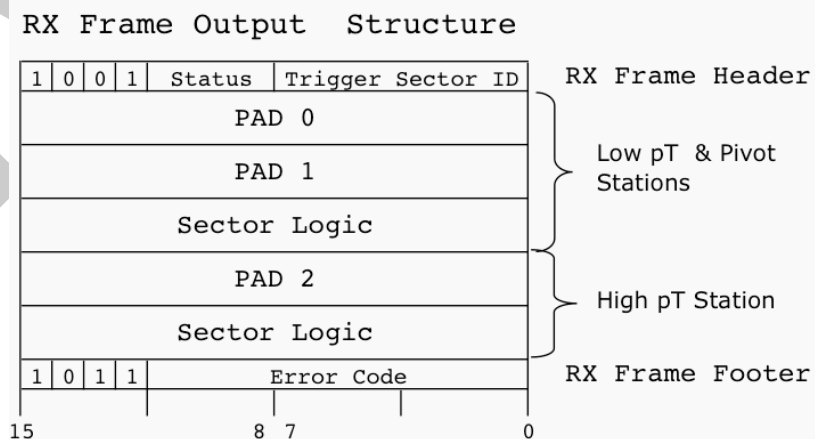 RX Frame Output Structure
1 0 0 1 Status Trigger Sector ID RX Frame Header
PAD 0
PAD 1
Low pT & Pivot
Stations
Sector Logic
PAD 2
High pT Station
Sector Logic
1 0 1 1 Error Code RX Frame Footer
15 8 7 0